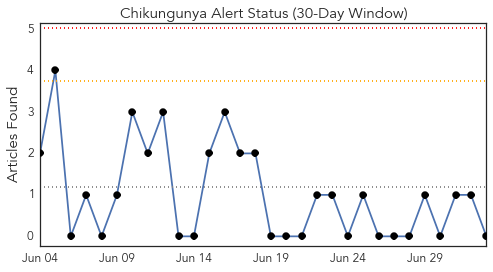 Chikungunya Alert Status (30-Day Window)
Articles Found
5
4
3
2
1
0
Jun 04 Jun 09 Jun 14 Jun 19 Jun 24 Jun 29